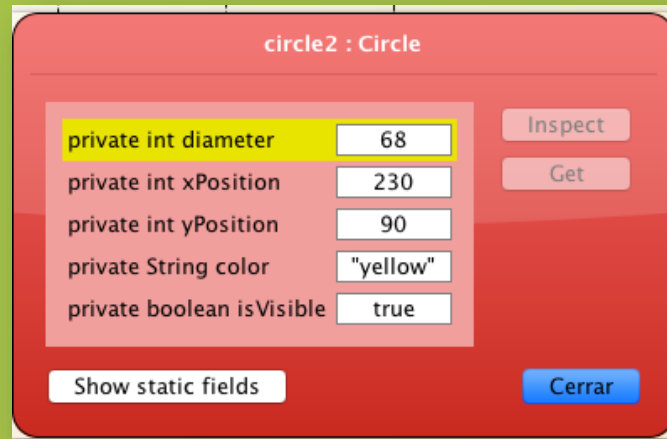 circle2 : Circle
private int diameter 68
private int xPosition 230
private int yPosition 90
private String color "yellow"
private boolean isVisible true
Inspect
Get
Show static fields
Cerrar